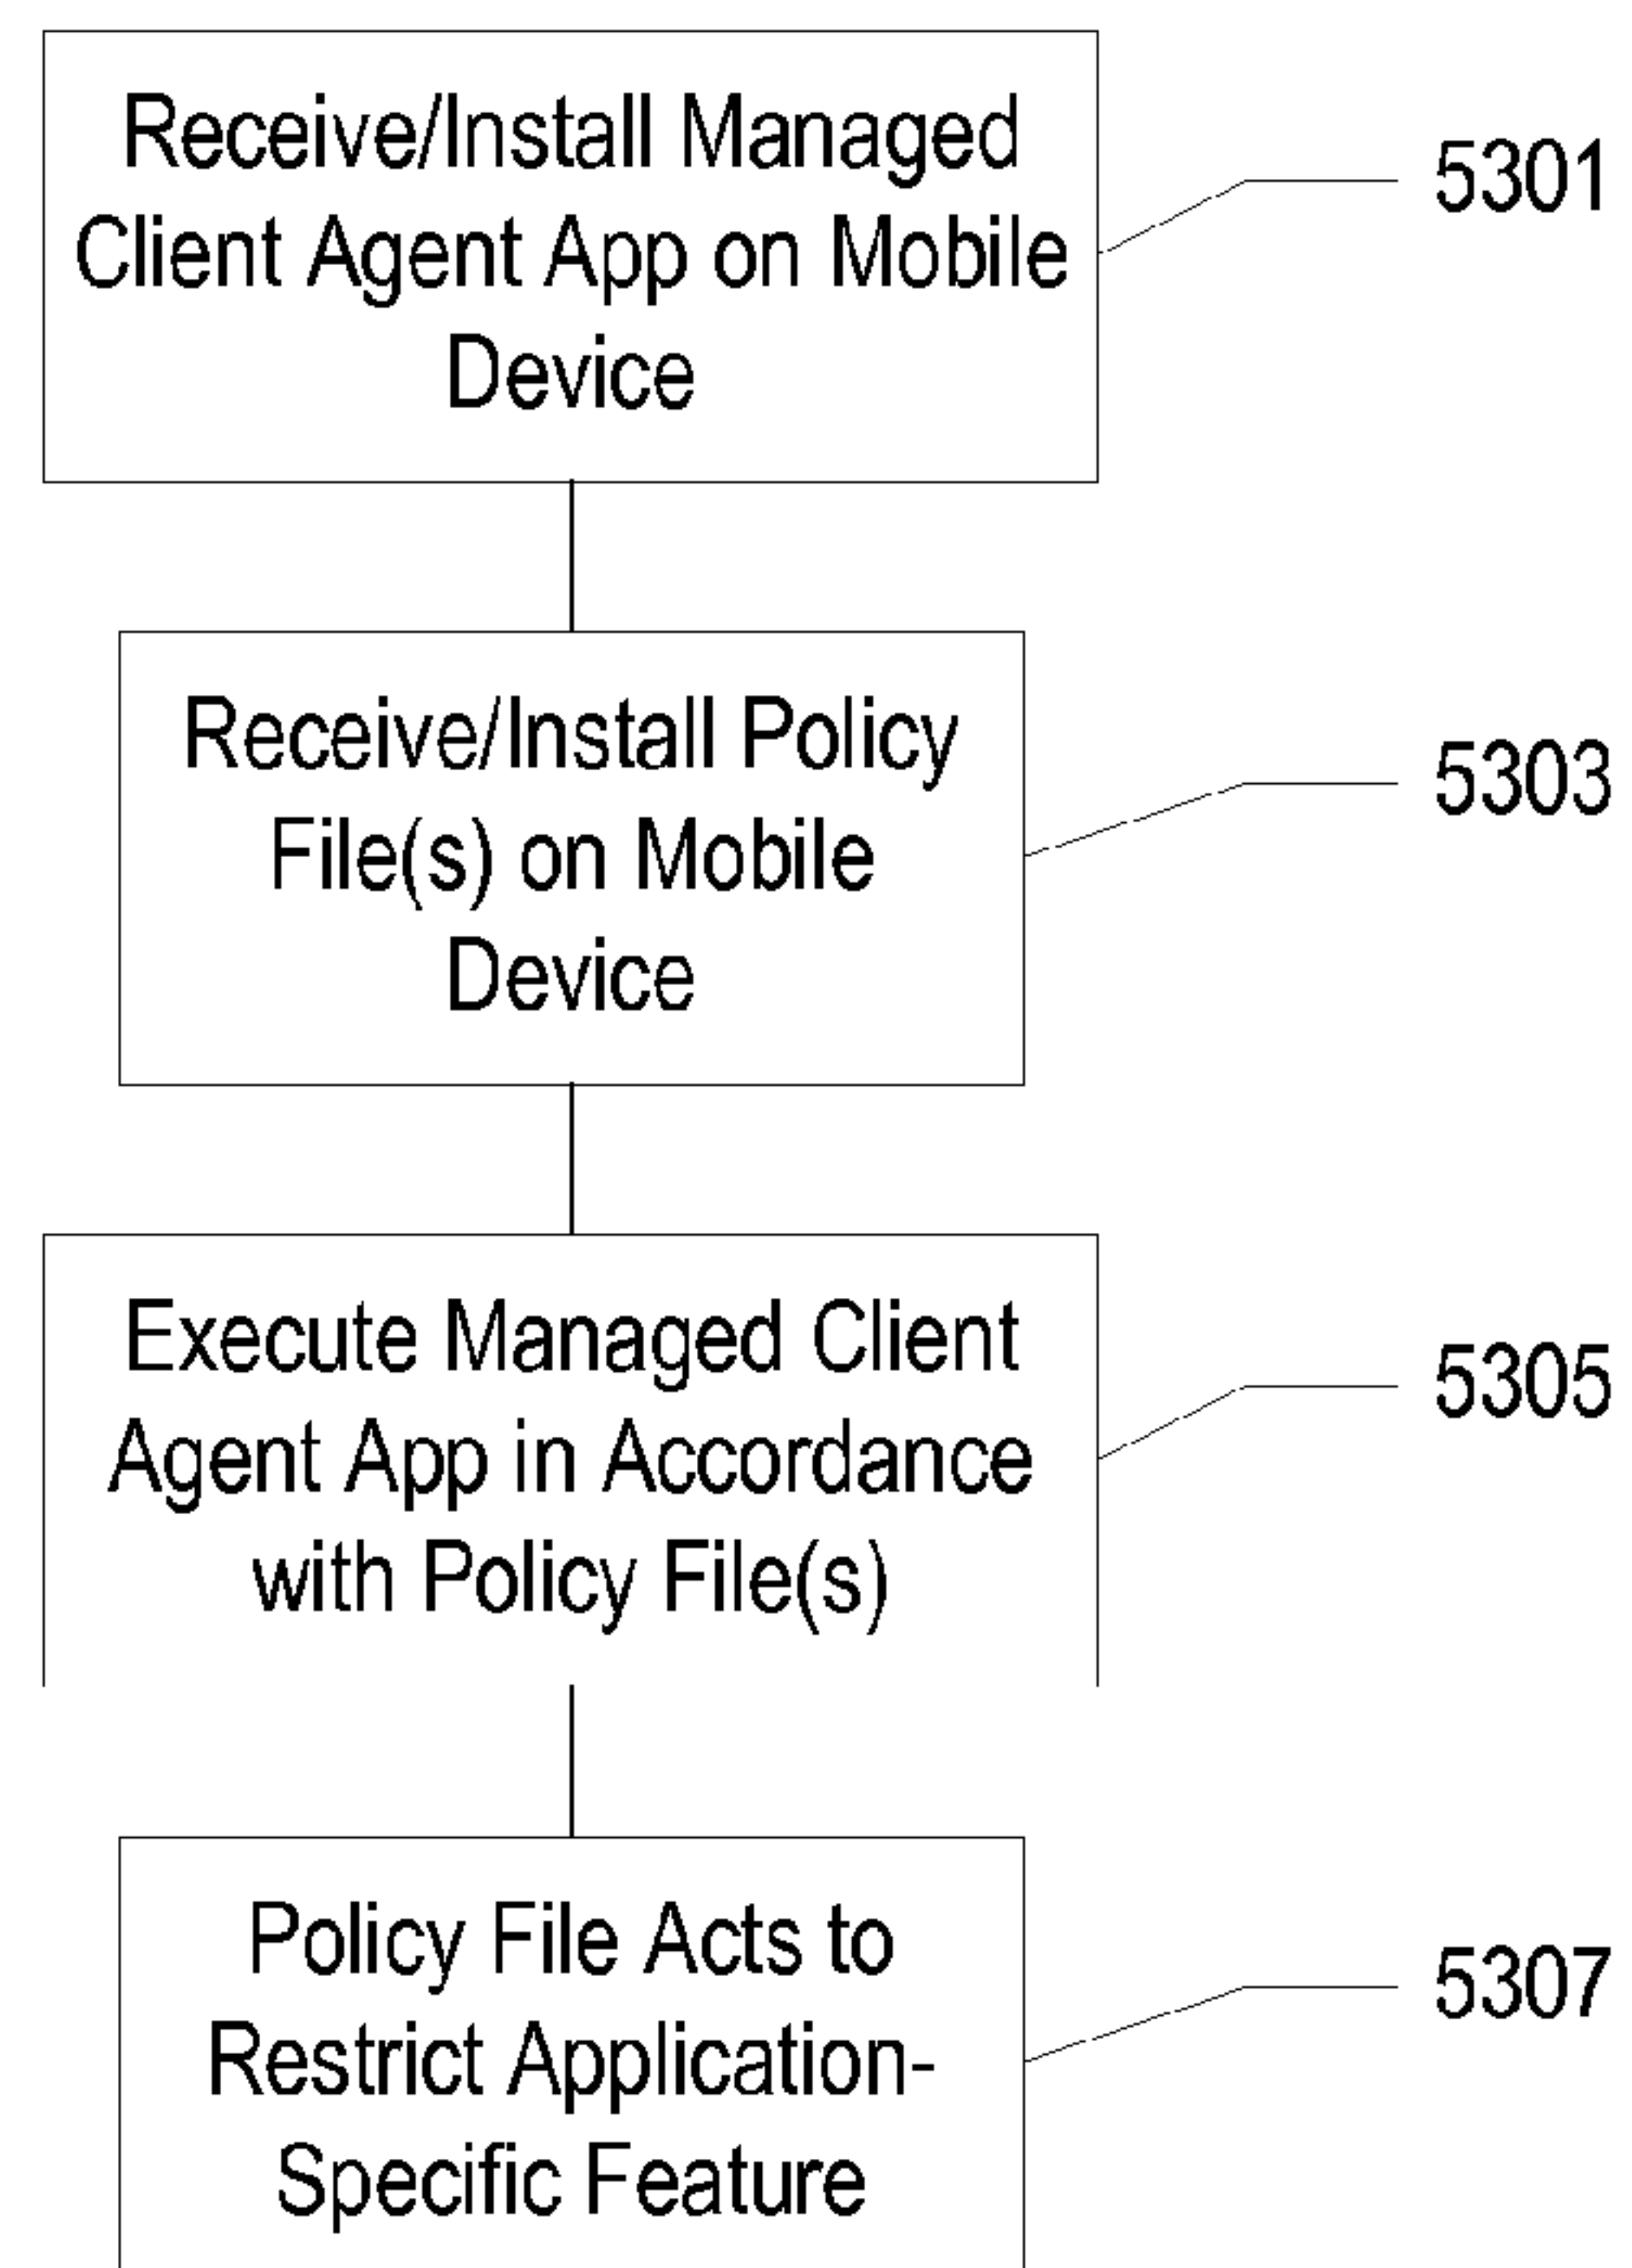 Receive/Install Managed
Client Agent App on Mobile
Device
5301
Receive/Install Policy
File(s) on Mobile
Device
5303
Execute Managed Client
Agent App in Accordance
with Policy File(s)
5305
Policy File Acts to
Restrict Application-
Specific Feature
5307